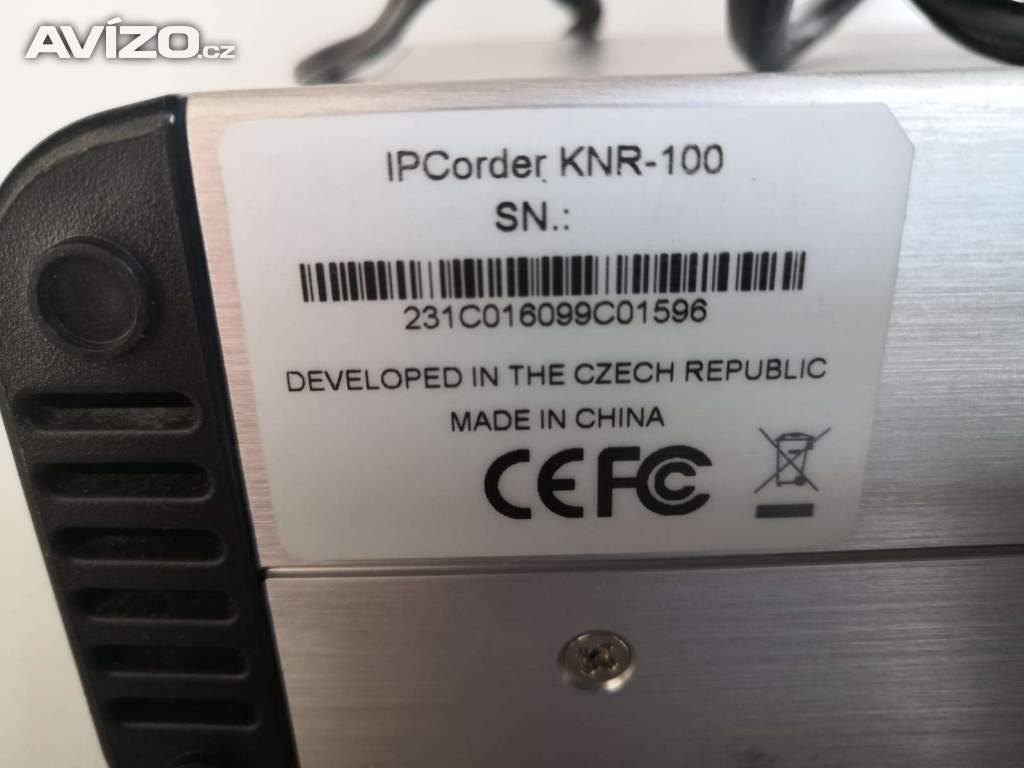 AVÍZO.cz
IPCorder KNR-100
SN.:
231C016099C01596
DEVELOPED IN THE CZECH REPUBLIC
MADE IN CHINA
CE FC